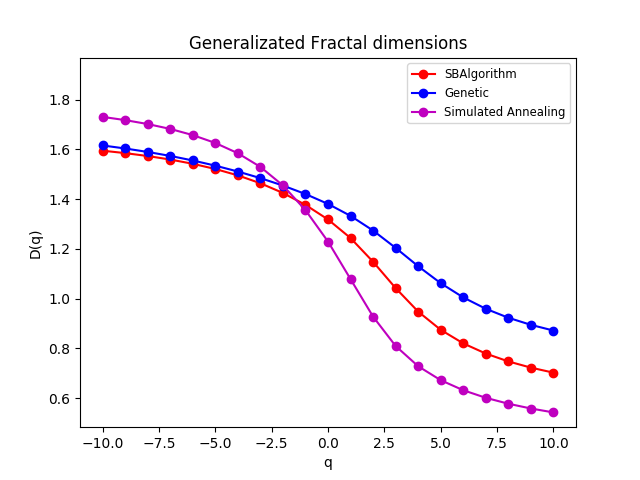 Generalizated Fractal dimensions
SBAlgorithm
Genetic
Simulated Annealing
D(q)
1.8
1.6
1.4
1.2
1.0
0.8
0.6
−10.0 −7.5 −5.0 −2.5 0.0 2.5 5.0 7.5 10.0
q